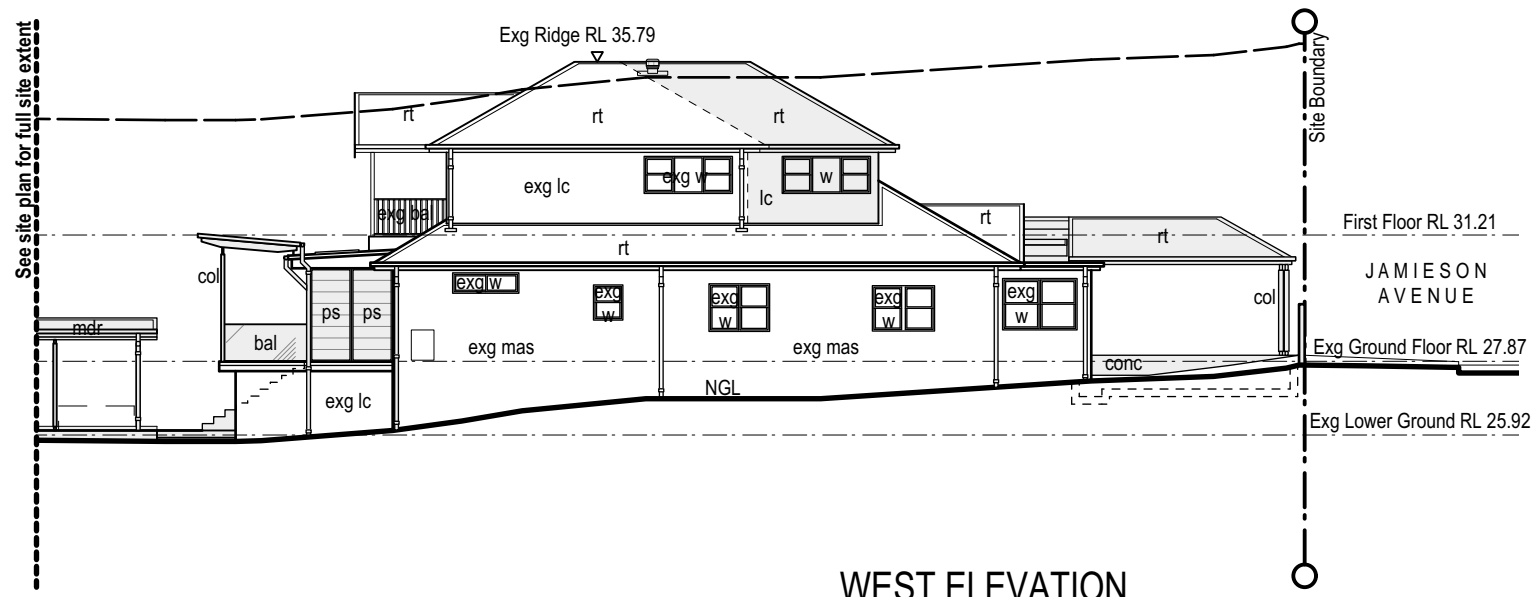 See site plan for full site extent
Exg Ridge RL 35.79
Site Boundary
rt
rt
rt
exg lc
exg w
lc
w
exg bal
First Floor RL 31.21
rt
rt
rt
col
exg w
exg
w
exg
w
exg
w
exg
w
col
JAMIESON
AVENUE
mdr
bal
ps
ps
exg mas
exg mas
conc
Exg Ground Floor RL 27.87
NGL
exg lc
Exg Lower Ground RL 25.92
WEST ELEVATION